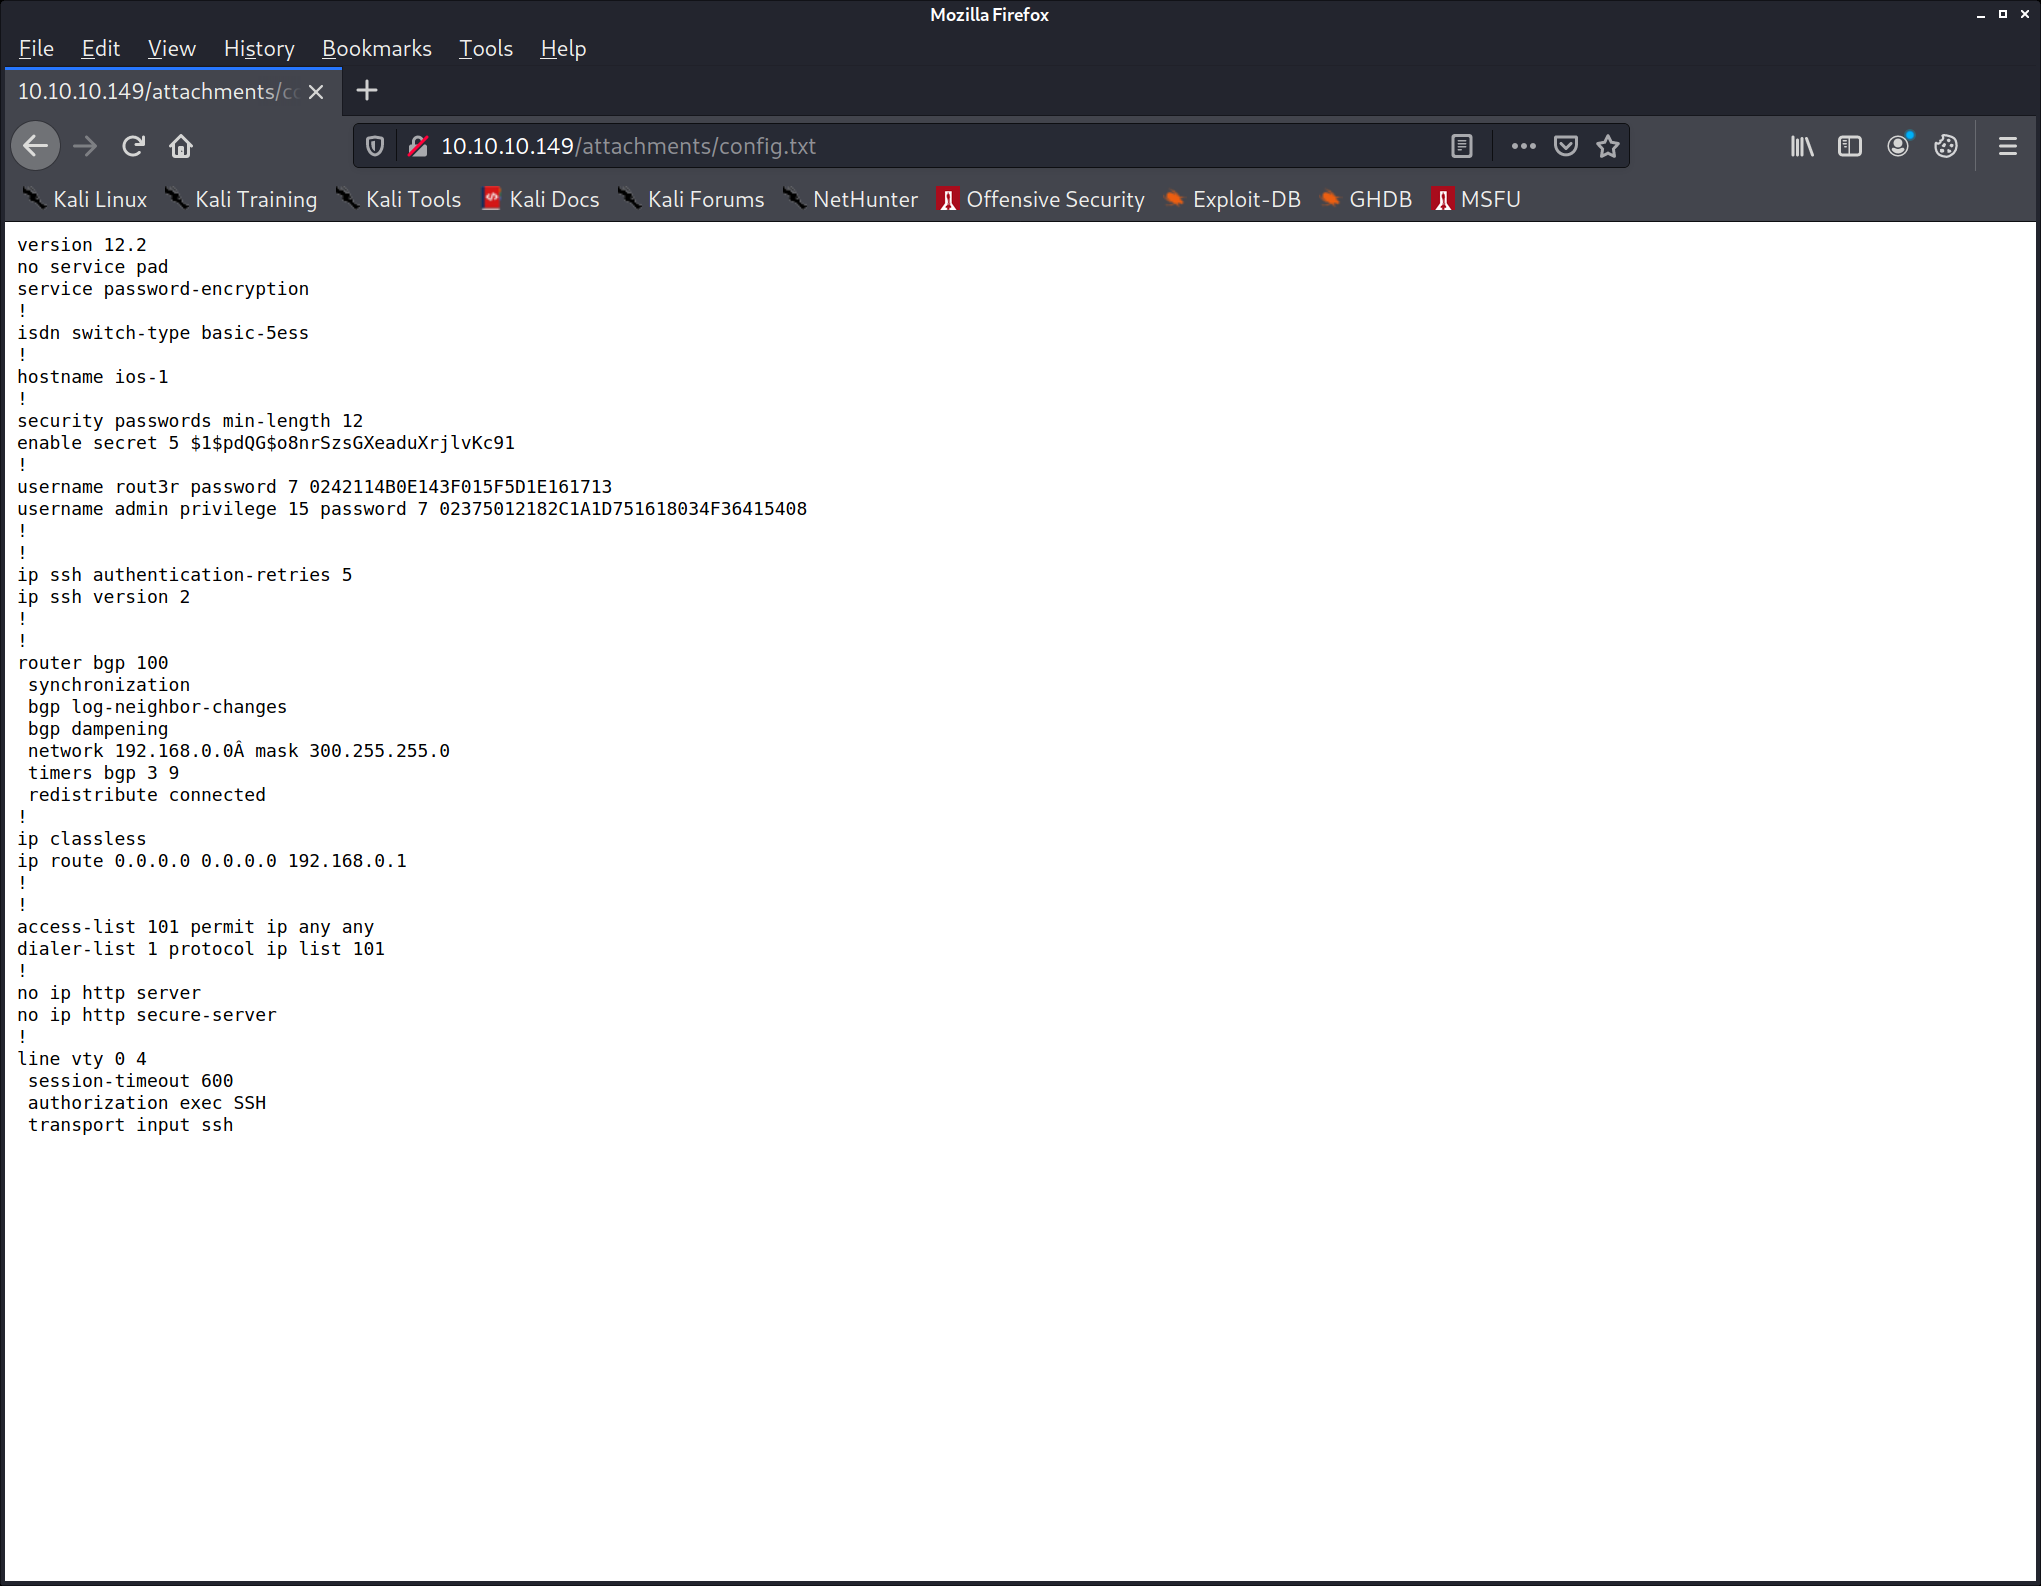 Mozilla Firefox
File Edit View History Bookmarks Tools Help
10.10.10.149/attachments/co
10.10.10.149/attachments/config.txt
Kali Linux Kali Training Kali Tools Kali Docs Kali Forums NetHunter Offensive Security Exploit-DB GHDB MSFU
version 12.2
no service pad
service password-encryption
!
isdn switch-type basic-5ess
!
hostname ios-1
!
security passwords min-length 12
enable secret 5 $1$pdQG$o8nrSzsGXeaduXrjlvKc91
!
username rout3r password 7 0242114B0E143F015F5D1E161713
username admin privilege 15 password 7 02375012182C1A1D751618034F36415408
!
!
ip ssh authentication-retries 5
ip ssh version 2
!
!
router bgp 100
 synchronization
 bgp log-neighbor-changes
 bgp dampening
 network 192.168.0.0Â mask 300.255.255.0
 timers bgp 3 9
 redistribute connected
!
ip classless
ip route 0.0.0.0 0.0.0.0 192.168.0.1
!
!
access-list 101 permit ip any any
dialer-list 1 protocol ip list 101
!
no ip http server
no ip http secure-server
!
line vty 0 4
 session-timeout 600
 authorization exec SSH
 transport input ssh